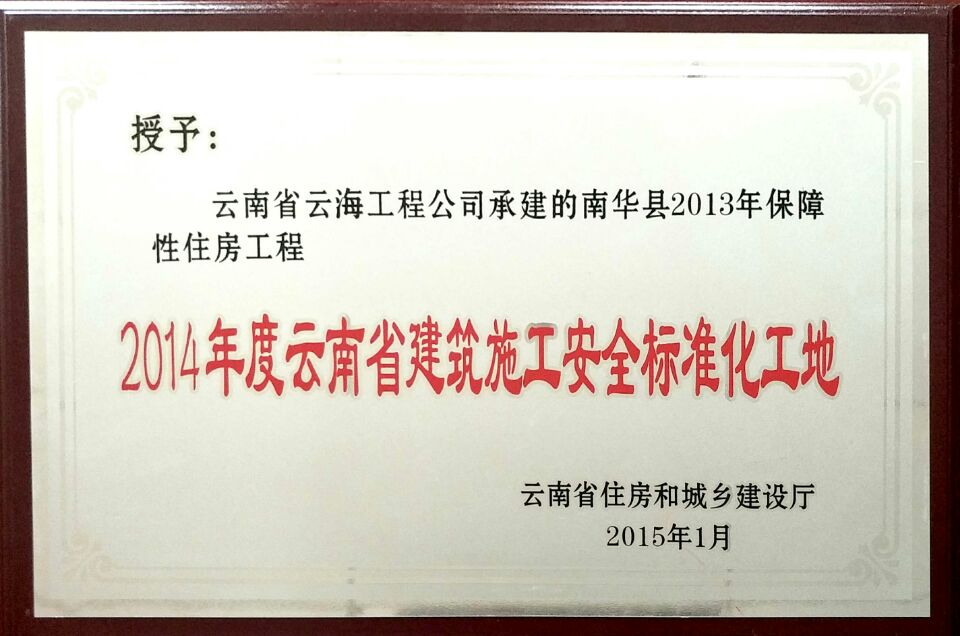 授予：
云南省云海工程公司承建的南华县2013年保障
性住房工程
2014年度云南省建筑施工安全标准化工地
云南省住房和城乡建设厅
2015年1月